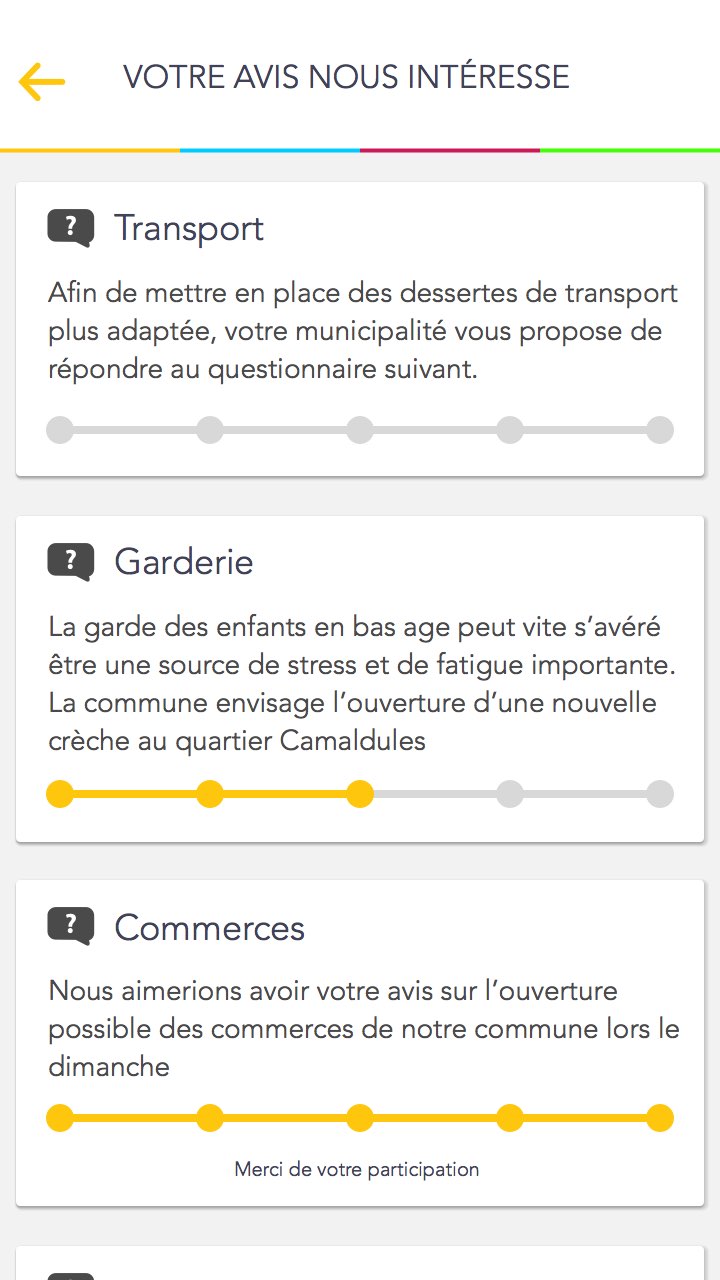 VOTRE AVIS NOUS INTÉRESSE
? Transport
Afin de mettre en place des dessertes de transport
plus adaptée, votre municipalité vous propose de
répondre au questionnaire suivant.
? Garderie
La garde des enfants en bas age peut vite s’avéré
être une source de stress et de fatigue importante.
La commune envisage l’ouverture d’une nouvelle
crèche au quartier Camaldules
? Commerces
Nous aimerions avoir votre avis sur l’ouverture
possible des commerces de notre commune lors le
dimanche
Merci de votre participation